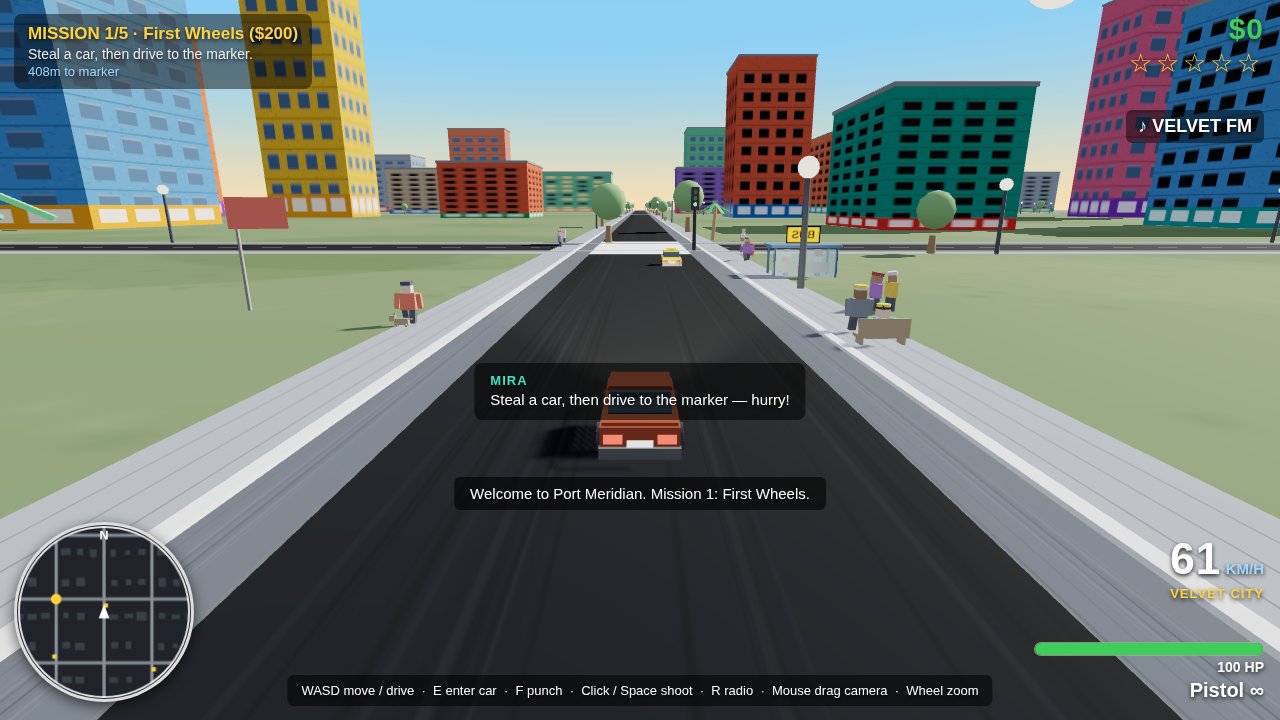 MISSION 1/5 · First Wheels ($200)
Steal a car, then drive to the marker.
408m to marker
$0
☆ ☆ ☆ ☆ ☆
♪ VELVET FM
BUS
MIRA
Steal a car, then drive to the marker — hurry!
Welcome to Port Meridian. Mission 1: First Wheels.
N
61 KM/H
VELVET CITY
100 HP
Pistol ∞
WASD move / drive · E enter car · F punch · Click / Space shoot · R radio · Mouse drag camera · Wheel zoom